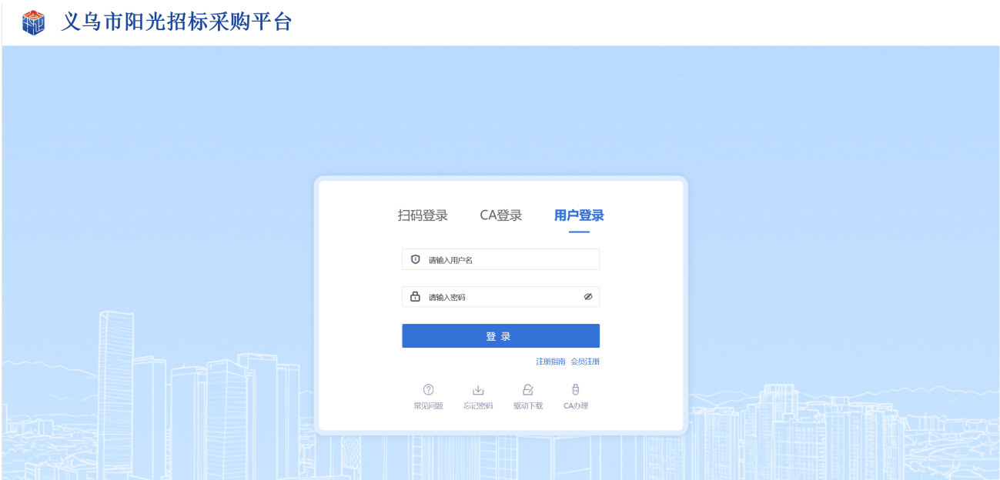 义乌市阳光招标采购平台
扫码登录 CA登录 用户登录
请输入用户名
请输入密码
登 录
注册指南 会员注册
常见问题 忘记密码 驱动下载 CA办理